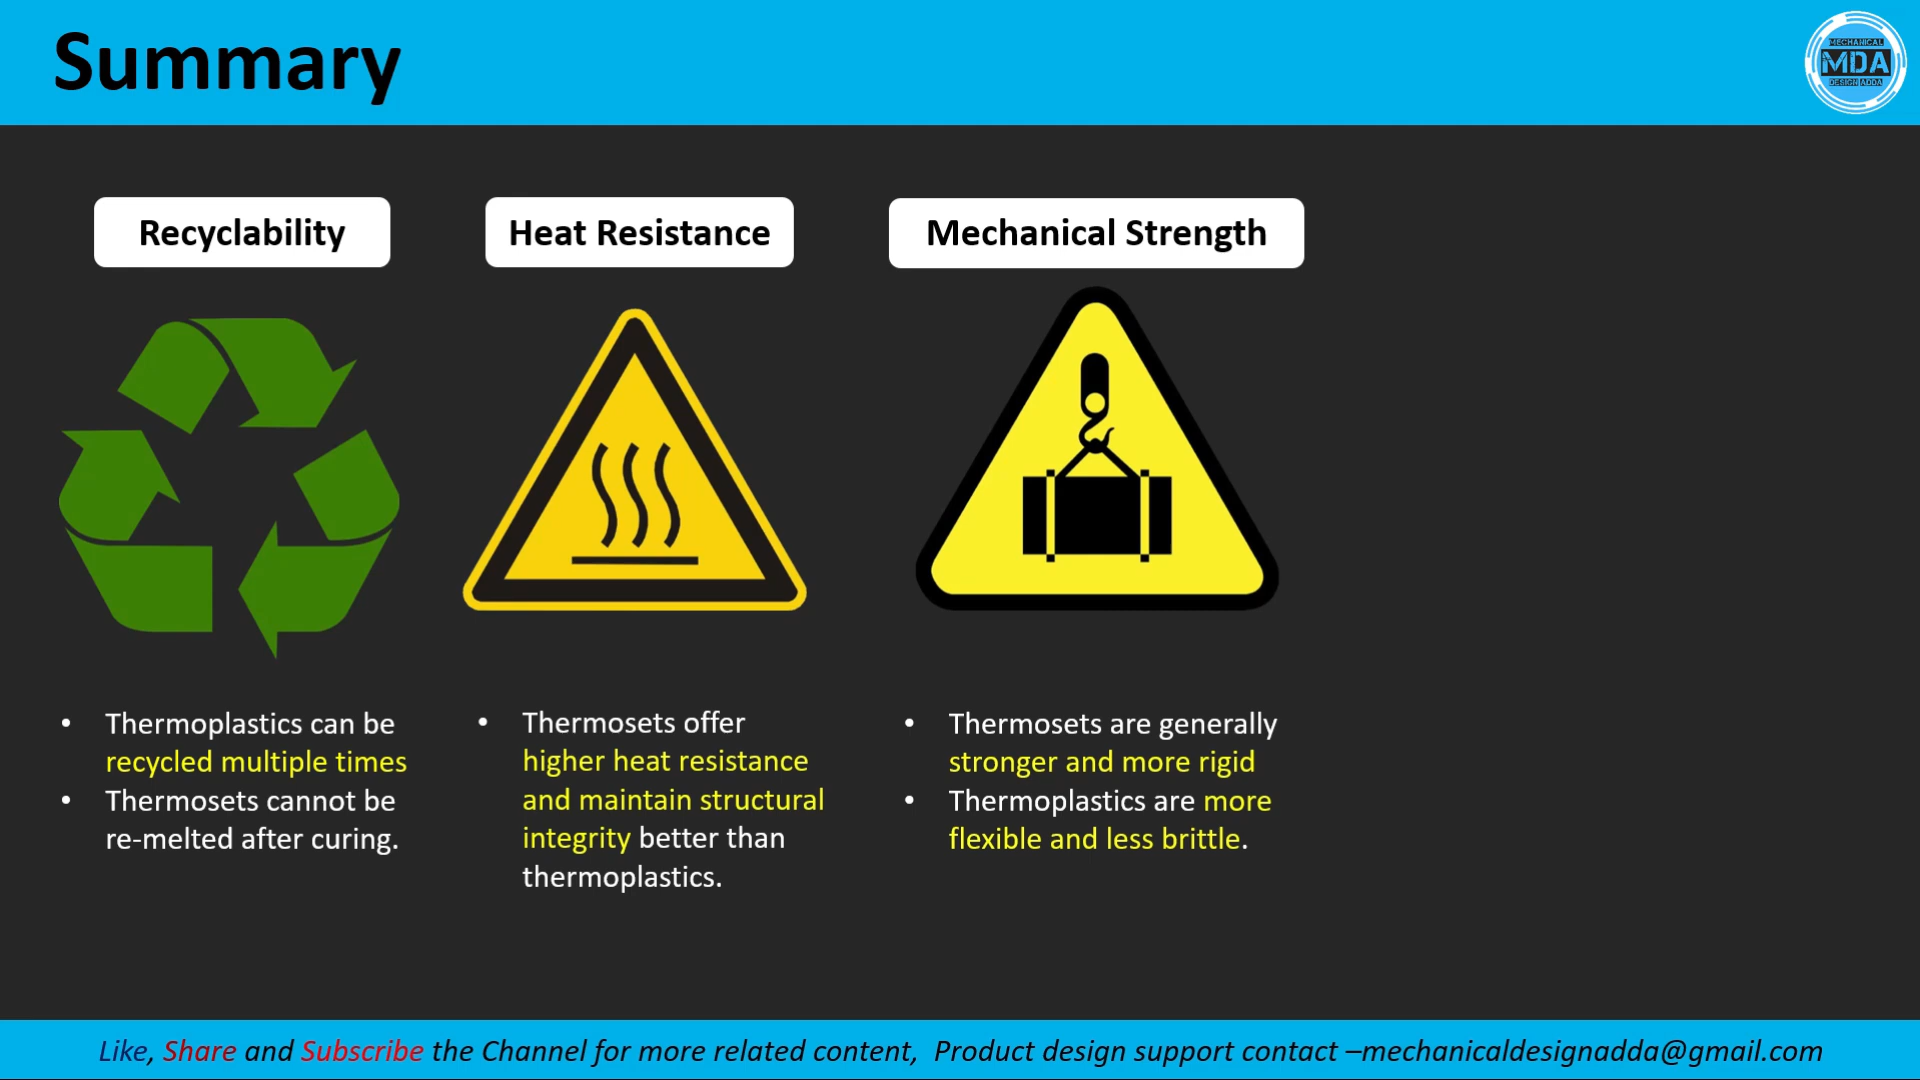 Summary
MECHANICAL
MDA
DESIGN ADDA
Recyclability
Heat Resistance
Mechanical Strength
• Thermoplastics can be
recycled multiple times
• Thermosets cannot be
re-melted after curing.
• Thermosets offer
higher heat resistance
and maintain structural
integrity better than
thermoplastics.
• Thermosets are generally
stronger and more rigid
• Thermoplastics are more
flexible and less brittle.
Like, Share and Subscribe the Channel for more related content, Product design support contact –mechanicaldesignadda@gmail.com